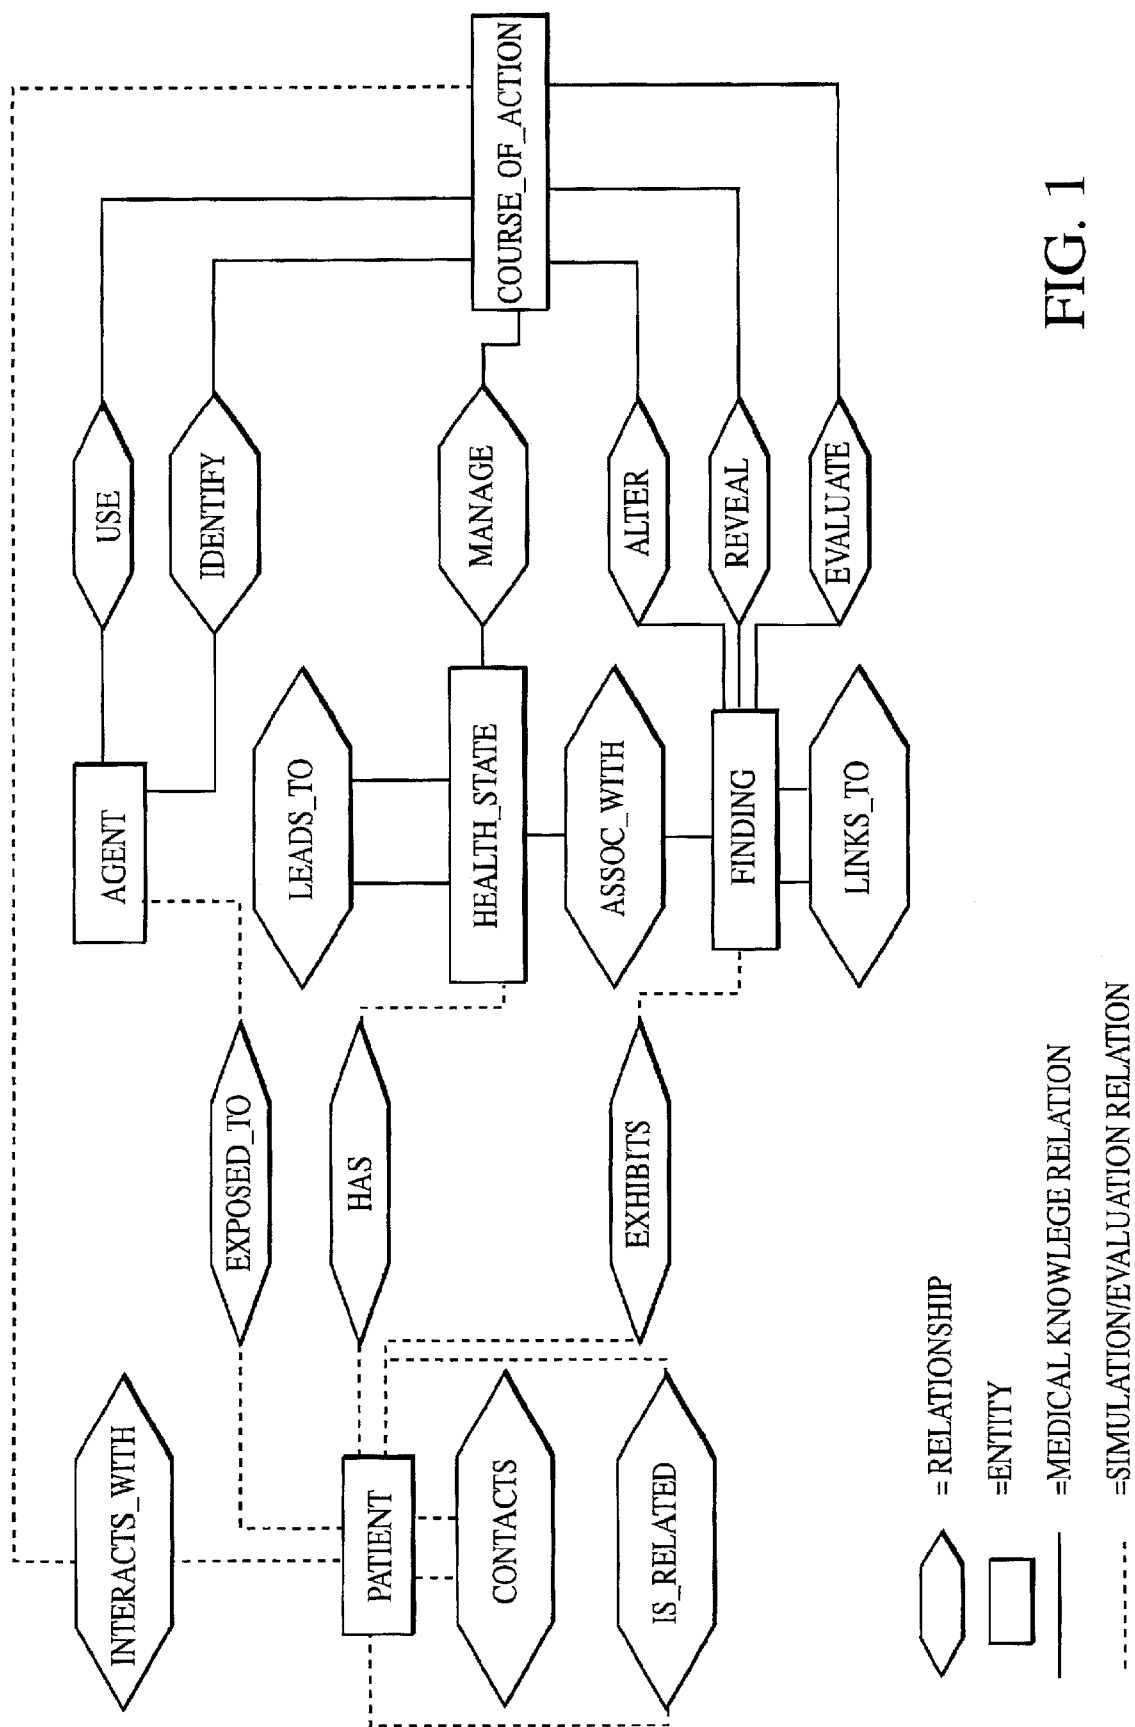 INTERACTS_WITH
EXPOSED_TO
AGENT
USE
IDENTIFY
HAS
LEADS_TO
PATIENT
HEALTH_STATE
MANAGE
COURSE_OF_ACTION
CONTACTS
ASSOC_WITH
ALTER
IS_RELATED
EXHIBITS
FINDING
REVEAL
LINKS_TO
EVALUATE
= RELATIONSHIP
=ENTITY
=MEDICAL KNOWLEGE RELATION
=SIMULATION/EVALUATION RELATION
FIG. 1